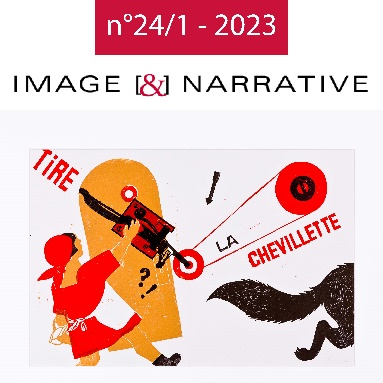 n°24/1 - 2023
IMAGE [&] NARRATIVE
TiRE
LA
CHEVILLETTE
?!